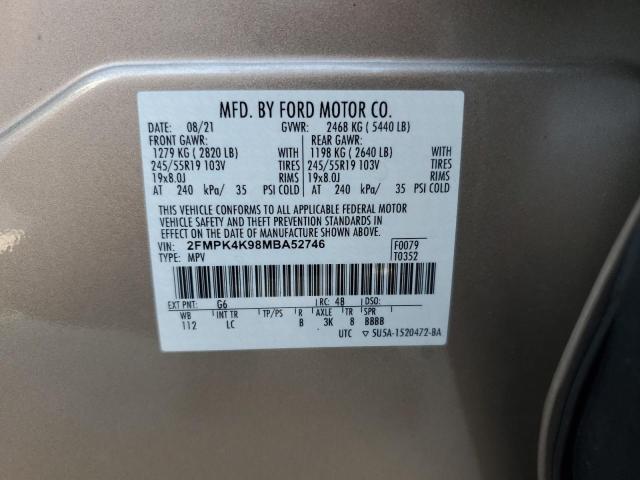 MFD. BY FORD MOTOR CO.
DATE: 08/21 GVWR: 2468 KG ( 5440 LB)
FRONT GAWR: REAR GAWR:
1279 KG ( 2820 LB) WITH 1198 KG ( 2640 LB) WITH
245/55R19 103V TIRES 245/55R19 103V TIRES
19x8.0J RIMS 19x8.0J RIMS
AT 240 kPa/ 35 PSI COLD AT 240 kPa/ 35 PSI COLD
THIS VEHICLE CONFORMS TO ALL APPLICABLE FEDERAL MOTOR
VEHICLE SAFETY AND THEFT PREVENTION STANDARDS IN
EFFECT ON THE DATE OF MANUFACTURE SHOWN ABOVE.
VIN: 2FMPK4K98MBA52746 F0079
TYPE: MPV T0352
EXT PNT: G6 RC: 48 DSO:
WB INT TR TP/PS R AXLE TR SPR
112 LC B 3K 8 BBBB
UTC 5U5A-1520472-BA